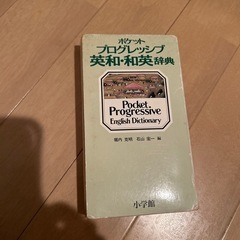 ポケット
プログレッシブ
英和・和英辞典
Pocket
Progressive
English Dictionary
小学館